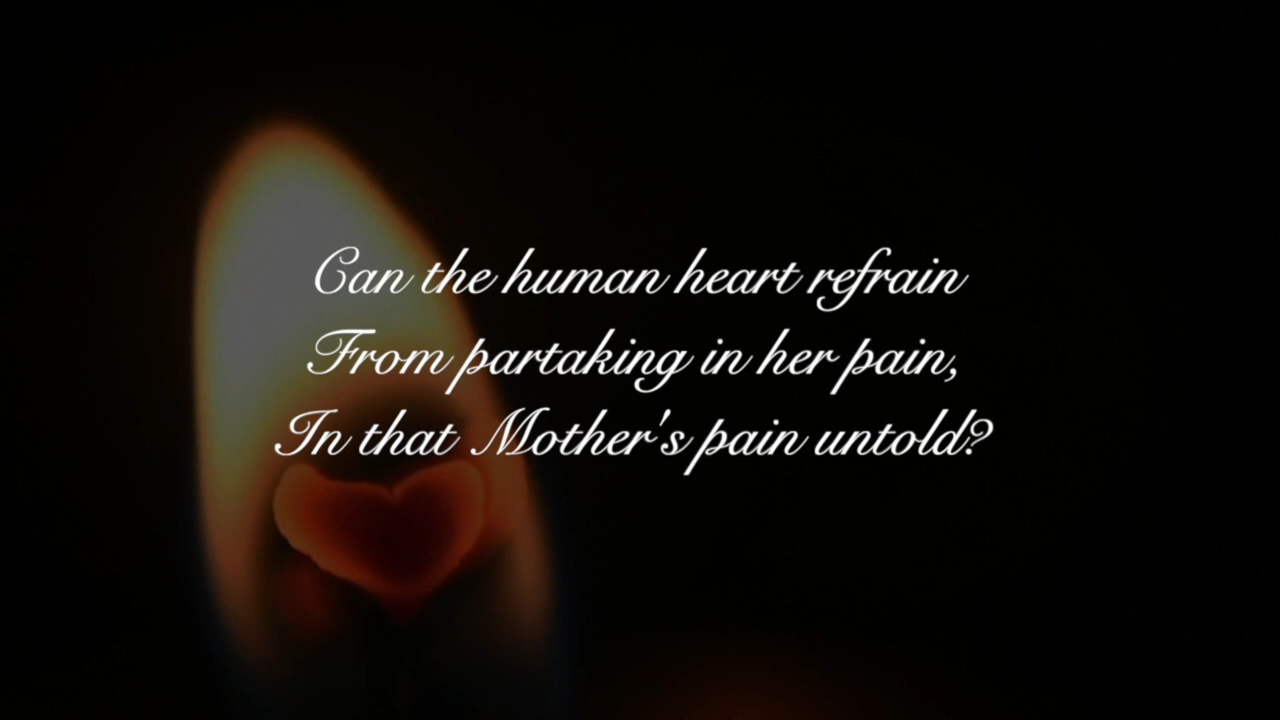 Can the human heart refrain
From partaking in her pain,
In that Mother's pain untold?